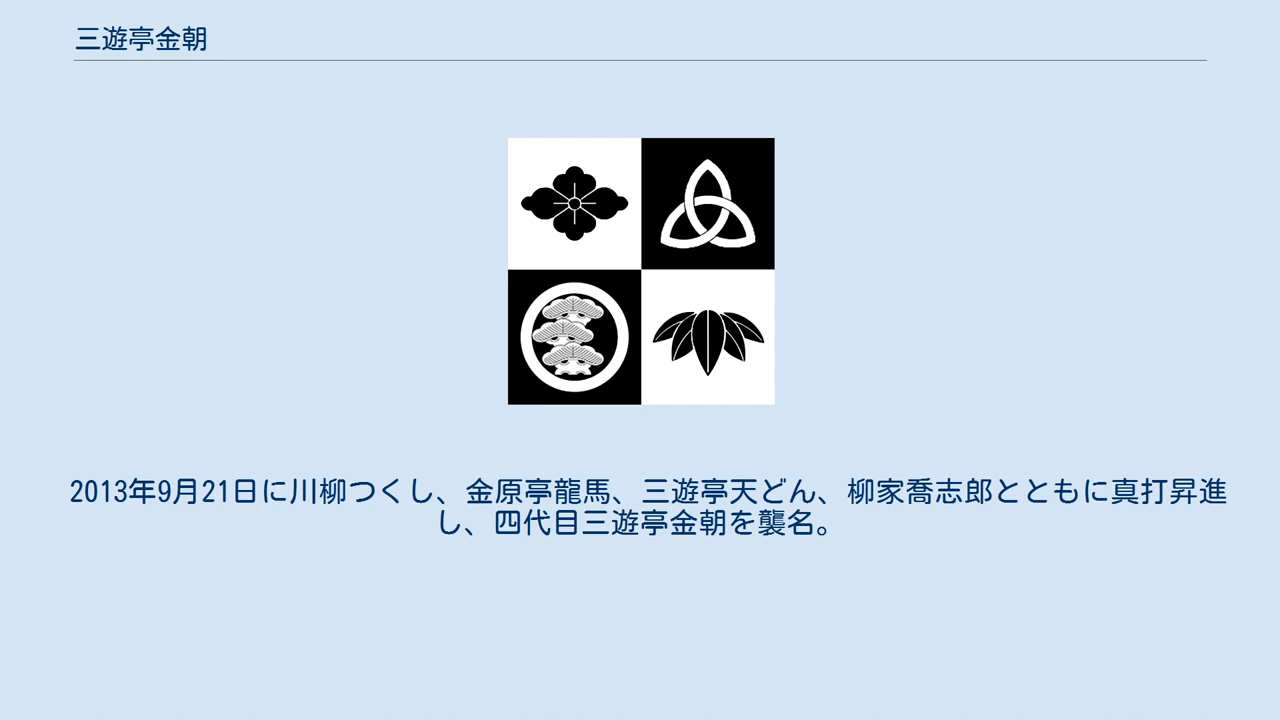 三遊亭金朝
2013年9月21日に川柳つくし、金原亭龍馬、三遊亭天どん、柳家喬志郎とともに真打昇進
し、四代目三遊亭金朝を襲名。